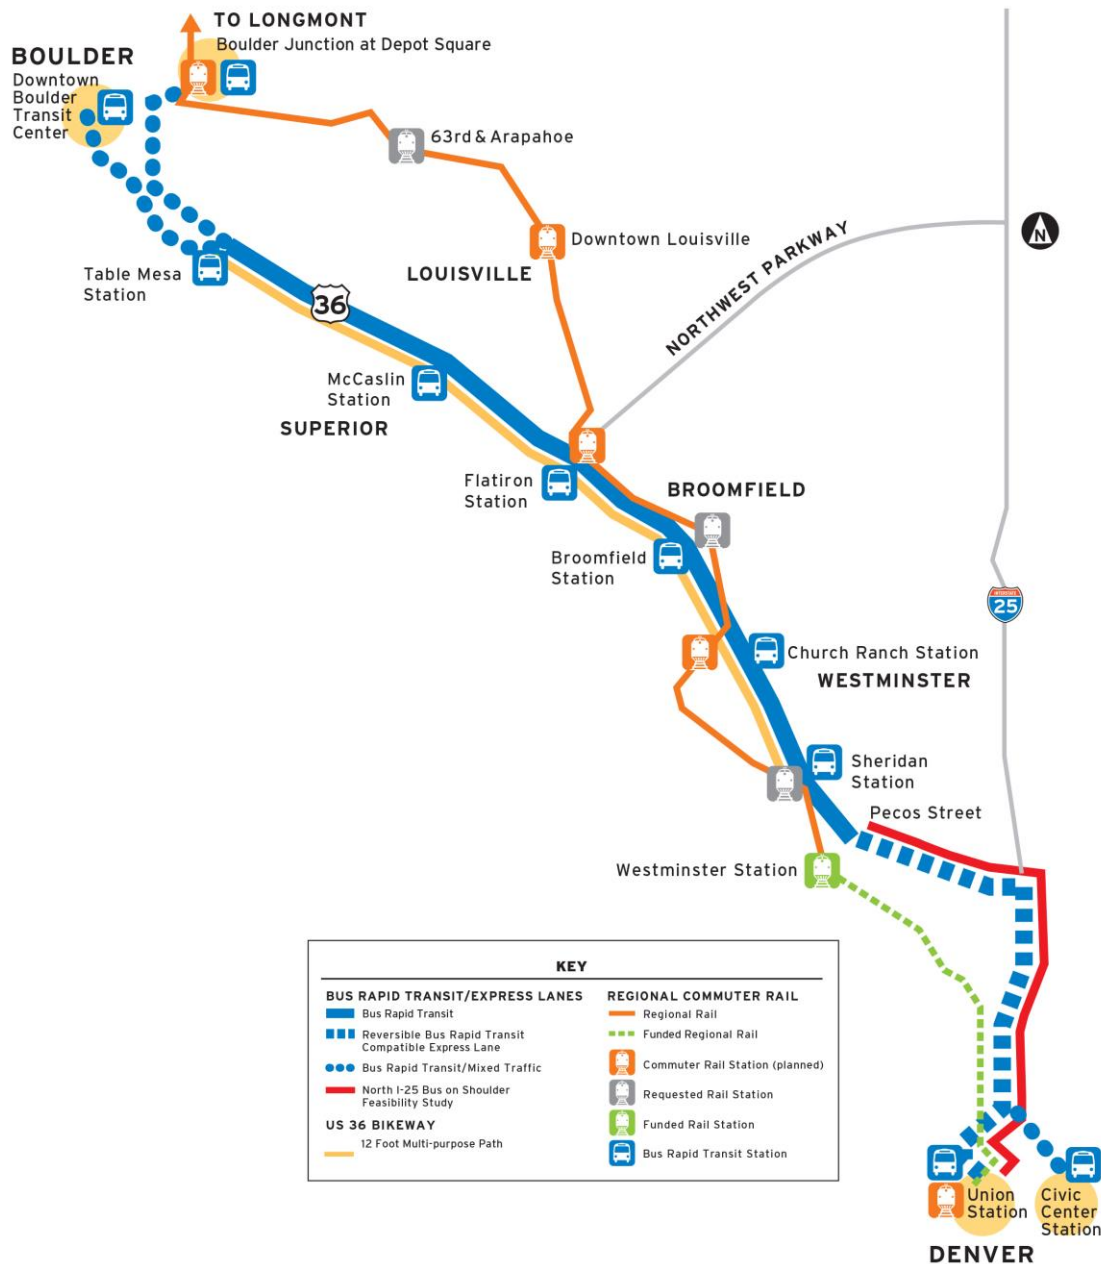 TO LONGMONT
Boulder Junction at Depot Square
BOULDER
Downtown
Boulder
Transit
Center
63rd & Arapahoe
Downtown Louisville
LOUISVILLE
NORTHWEST PARKWAY
N
Table Mesa
Station
36
McCaslin
Station
SUPERIOR
Flatiron
Station
BROOMFIELD
Broomfield
Station
INTERSTATE
25
Church Ranch Station
WESTMINSTER
Sheridan
Station
Pecos Street
Westminster Station
KEY
BUS RAPID TRANSIT/EXPRESS LANES
Bus Rapid Transit
Reversible Bus Rapid Transit
Compatible Express Lane
Bus Rapid Transit/Mixed Traffic
North I-25 Bus on Shoulder
Feasibility Study
US 36 BIKEWAY
12 Foot Multi-purpose Path
REGIONAL COMMUTER RAIL
Regional Rail
Funded Regional Rail
Commuter Rail Station (planned)
Requested Rail Station
Funded Rail Station
Bus Rapid Transit Station
Union
Station
Civic
Center
Station
DENVER